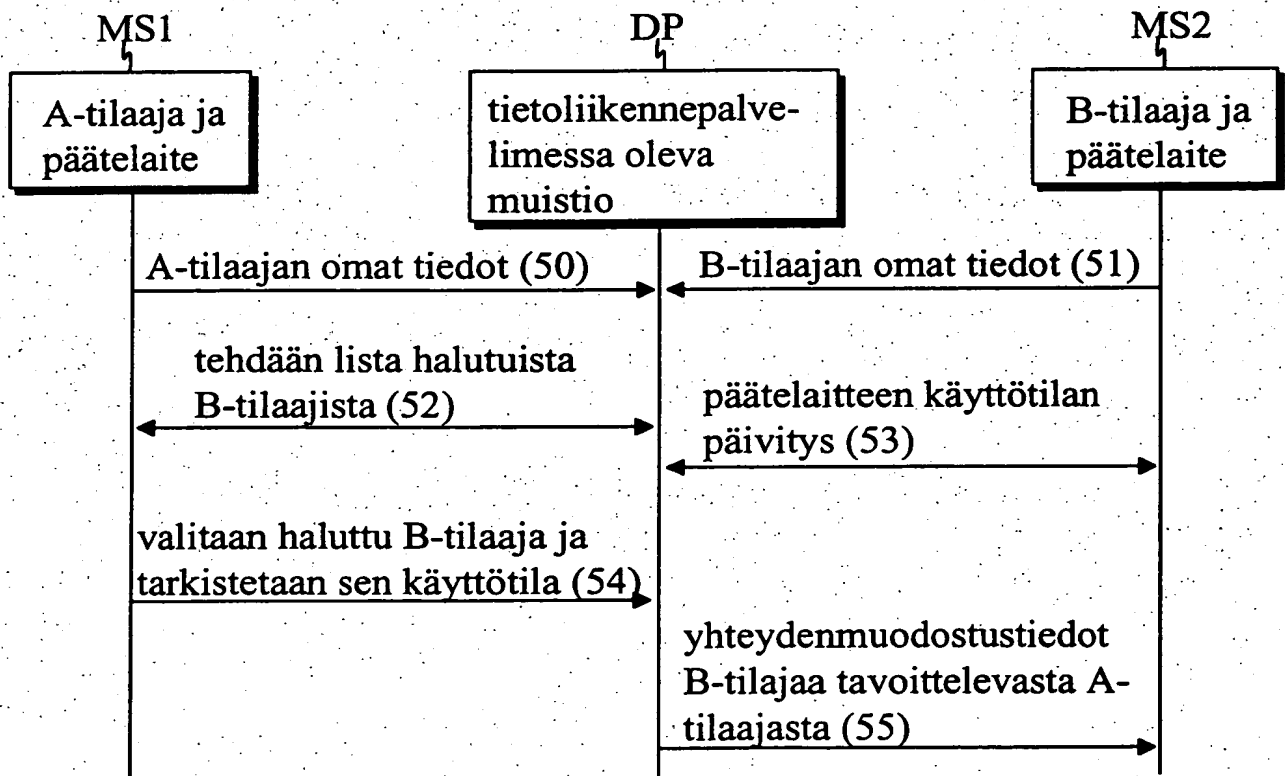 MS1
DP
MS2
A-tilaaja ja
päätelaite
tietoliikennepalve-
limessa oleva
muistio
B-tilaaja ja
päätelaite
A-tilaajan omat tiedot (50)
B-tilaajan omat tiedot (51)
tehdään lista halutuista
B-tilaajista (52)
päätelaitteen käyttötilan
päivitys (53)
valitaan haluttu B-tilaaja ja
tarkistetaan sen käyttötila (54)
yhteydenmuodostustiedot
B-tilajaa tavoittelevasta A-
tilaajasta (55)